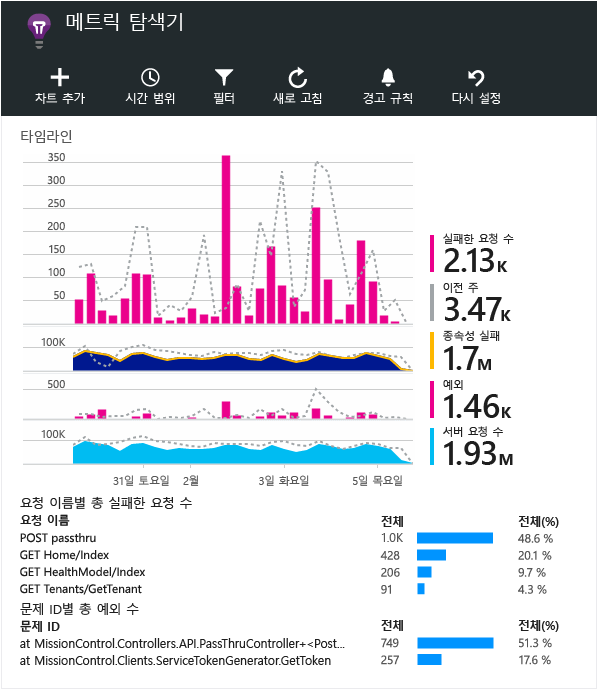 메트릭 탐색기
차트 추가 시간 범위 필터 새로 고침 경고 규칙 다시 설정
타임라인
350
300
250
200
150
100
50
100K
500
100K
31일 토요일 2월 3일 화요일 5일 목요일
실패한 요청 수
2.13K
이전 주
3.47K
종속성 실패
1.7M
예외
1.46K
서버 요청 수
1.93M
요청 이름별 총 실패한 요청 수
요청 이름 전체 전체(%)
POST passthru 1.0K 48.6 %
GET Home/Index 428 20.1 %
GET HealthModel/Index 206 9.7 %
GET Tenants/GetTenant 91 4.3 %
문제 ID별 총 예외 수
문제 ID 전체 전체(%)
at MissionControl.Controllers.API.PassThruController+<Post... 749 51.3 %
at MissionControl.Clients.ServiceTokenGenerator.GetToken 257 17.6 %